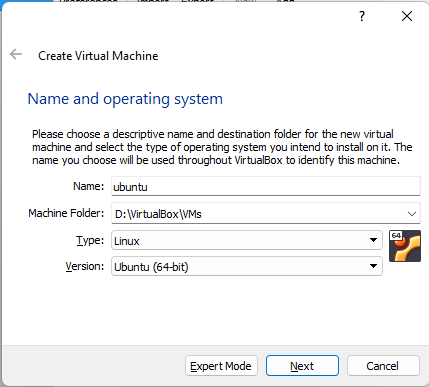 ?
Create Virtual Machine
Name and operating system
Please choose a descriptive name and destination folder for the new virtual
machine and select the type of operating system you intend to install on it. The
name you choose will be used throughout VirtualBox to identify this machine.
Name: ubuntu
Machine Folder: D:\VirtualBox\VMs
Type: Linux
64
Version: Ubuntu (64-bit)
Expert Mode Next Cancel